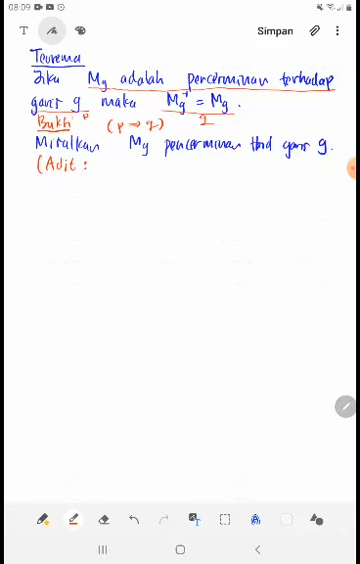 08:09
T
Simpan
Teorema
Jika Mg adalah pencerminan terhadap
garis g maka Mg⁻¹ = Mg.
p
q
Bukti (p → q)
Misalkan Mg pencerminan thd garis g.
(Adit :